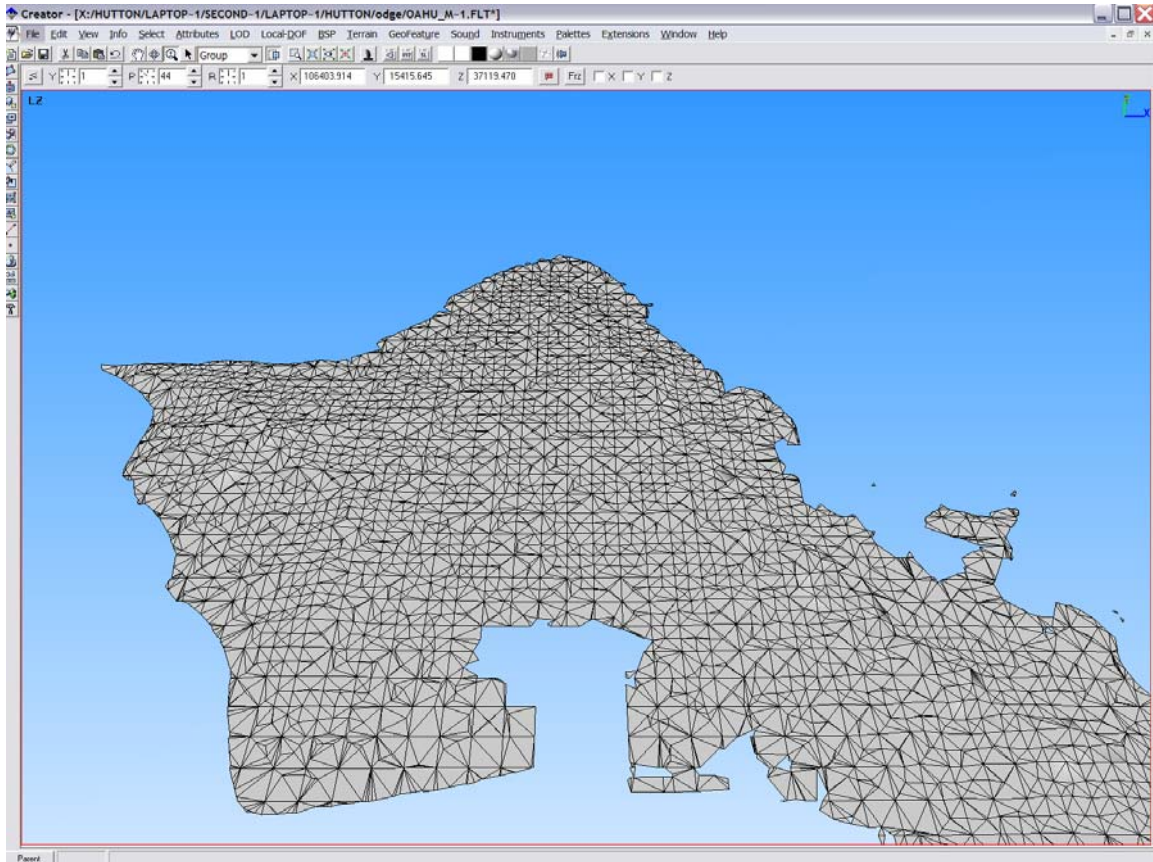 Creator - [X:/HUTTON/LAPTOP~1/SECOND~1/LAPTOP~1/HUTTON/odge/OAHU_M~1.FLT*]
File Edit View Info Select Attributes LOD Local-DOF BSP Terrain GeoFeature Sound Instruments Palettes Extensions Window Help
Group
Y 1 P 44 R 1 X 106403.914 Y 15415.645 Z 37119.470 Frz X Y Z
L2
X
Parent